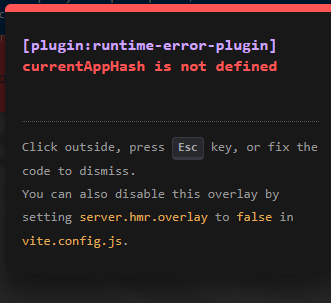 [plugin:runtime-error-plugin]
currentAppHash is not defined
Click outside, press Esc key, or fix the
code to dismiss.
You can also disable this overlay by
setting server.hmr.overlay to false in
vite.config.js.